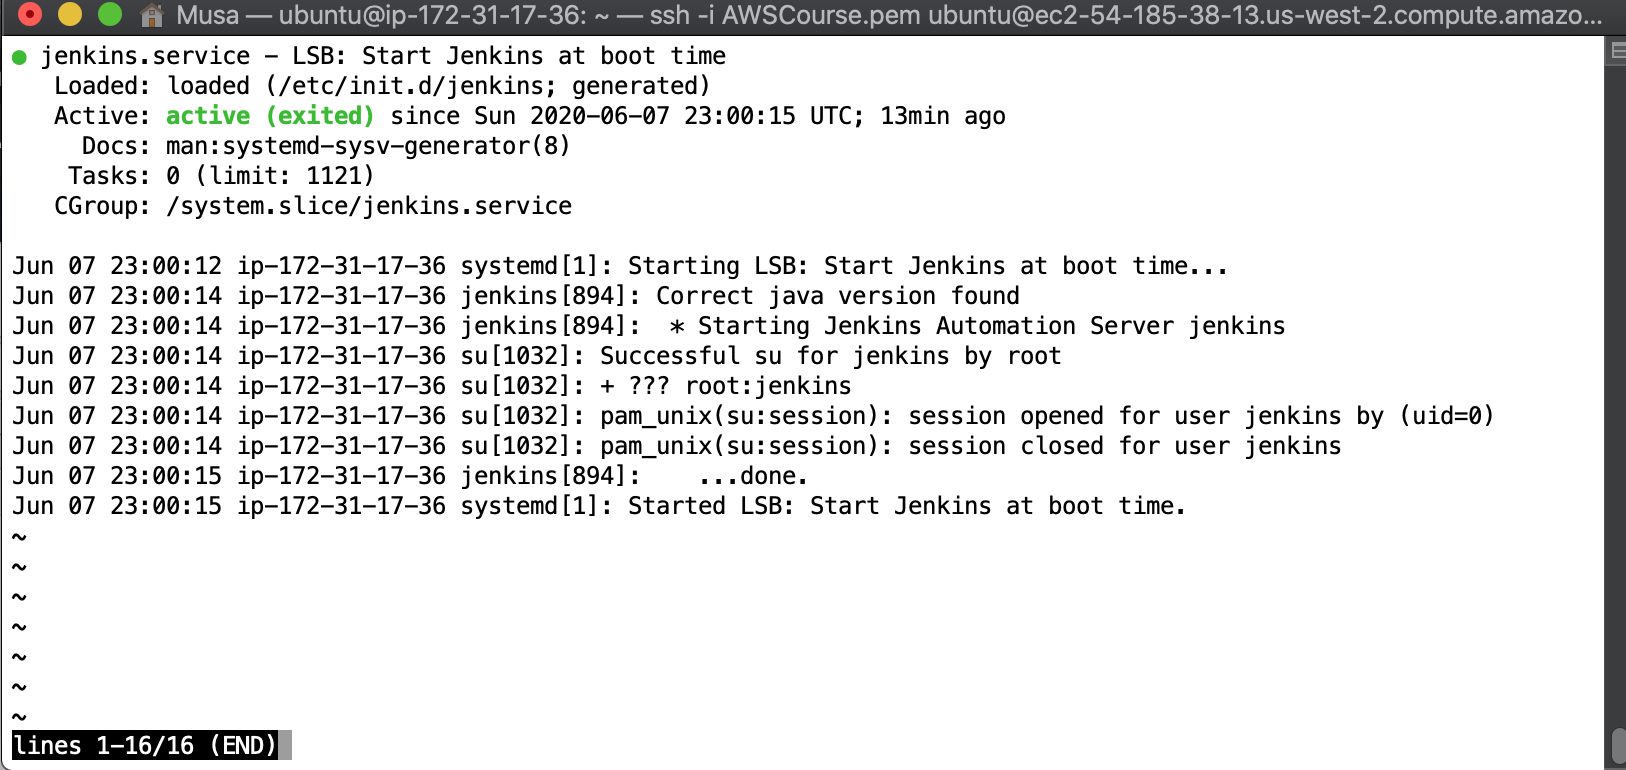 Musa — ubuntu@ip-172-31-17-36: ~ — ssh -i AWSCourse.pem ubuntu@ec2-54-185-38-13.us-west-2.compute.amazo...
● jenkins.service - LSB: Start Jenkins at boot time
   Loaded: loaded (/etc/init.d/jenkins; generated)
   Active: active (exited) since Sun 2020-06-07 23:00:15 UTC; 13min ago
     Docs: man:systemd-sysv-generator(8)
    Tasks: 0 (limit: 1121)
   CGroup: /system.slice/jenkins.service
Jun 07 23:00:12 ip-172-31-17-36 systemd[1]: Starting LSB: Start Jenkins at boot time...
Jun 07 23:00:14 ip-172-31-17-36 jenkins[894]: Correct java version found
Jun 07 23:00:14 ip-172-31-17-36 jenkins[894]:  * Starting Jenkins Automation Server jenkins
Jun 07 23:00:14 ip-172-31-17-36 su[1032]: Successful su for jenkins by root
Jun 07 23:00:14 ip-172-31-17-36 su[1032]: + ??? root:jenkins
Jun 07 23:00:14 ip-172-31-17-36 su[1032]: pam_unix(su:session): session opened for user jenkins by (uid=0)
Jun 07 23:00:14 ip-172-31-17-36 su[1032]: pam_unix(su:session): session closed for user jenkins
Jun 07 23:00:15 ip-172-31-17-36 jenkins[894]:    ...done.
Jun 07 23:00:15 ip-172-31-17-36 systemd[1]: Started LSB: Start Jenkins at boot time.
~
~
~
~
~
~
~
lines 1-16/16 (END)